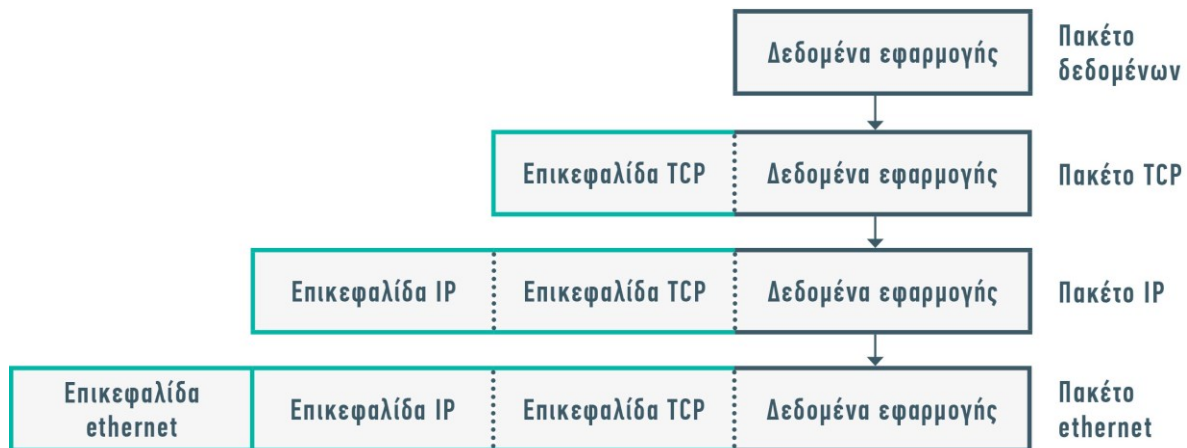 Δεδομένα εφαρμογής
Πακέτο
δεδομένων
Επικεφαλίδα TCP
Δεδομένα εφαρμογής
Πακέτο TCP
Επικεφαλίδα IP
Επικεφαλίδα TCP
Δεδομένα εφαρμογής
Πακέτο IP
Επικεφαλίδα
ethernet
Επικεφαλίδα IP
Επικεφαλίδα TCP
Δεδομένα εφαρμογής
Πακέτο
ethernet